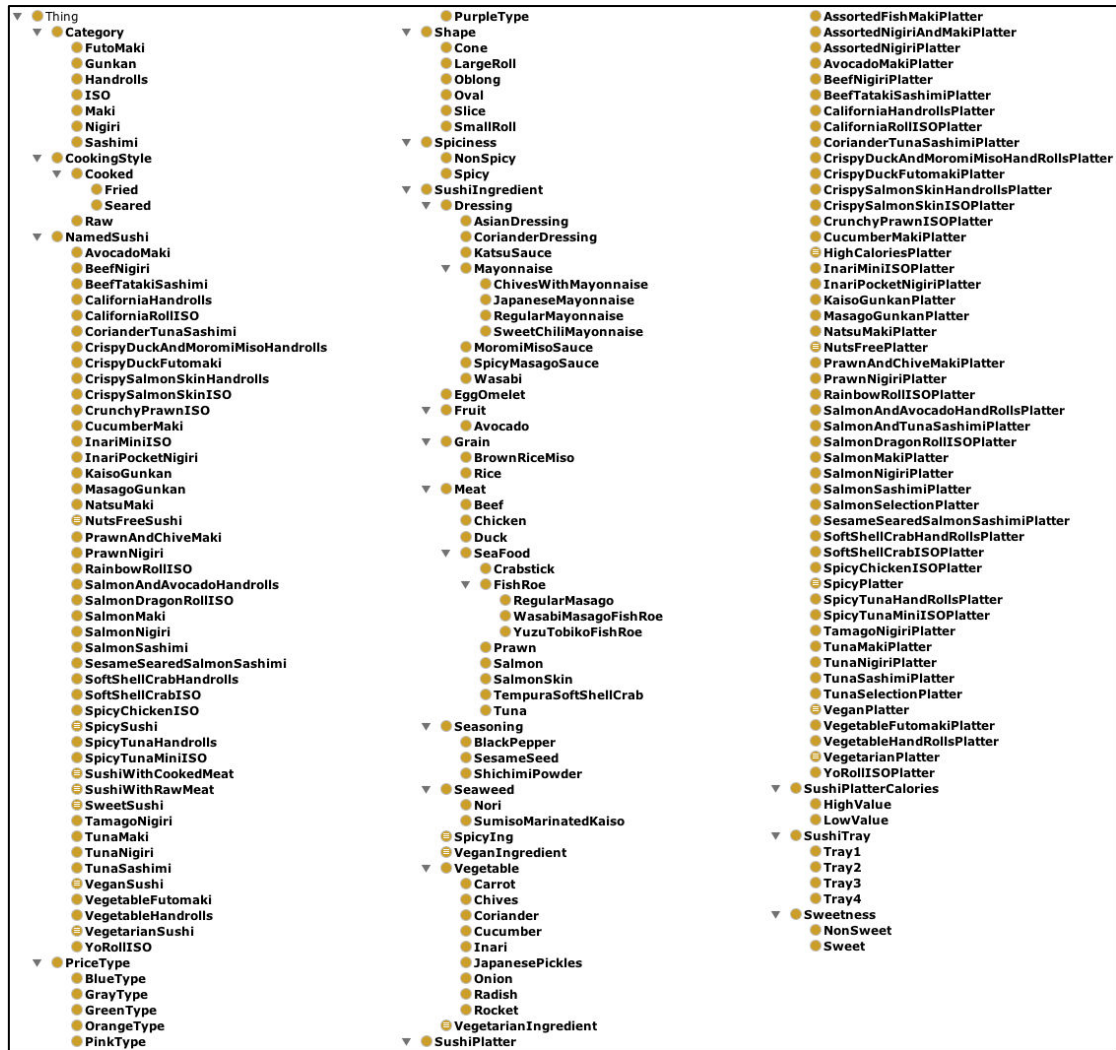 Thing
Category
FutoMaki
Gunkan
Handrolls
ISO
Maki
Nigiri
Sashimi
CookingStyle
Cooked
Fried
Seared
Raw
NamedSushi
AvocadoMaki
BeefNigiri
BeefTatakiSashimi
CaliforniaHandrolls
CaliforniaRollISO
CorianderTunaSashimi
CrispyDuckAndMoromiMisoHandrolls
CrispyDuckFutomaki
CrispySalmonSkinHandrolls
CrispySalmonSkinISO
CrunchyPrawnISO
CucumberMaki
InariMiniISO
InariPocketNigiri
KaisoGunkan
MasagoGunkan
NatsuMaki
NutsFreeSushi
PrawnAndChiveMaki
PrawnNigiri
RainbowRollISO
SalmonAndAvocadoHandrolls
SalmonDragonRollISO
SalmonMaki
SalmonNigiri
SalmonSashimi
SesameSearedSalmonSashimi
SoftShellCrabHandrolls
SoftShellCrabISO
SpicyChickenISO
SpicySushi
SpicyTunaHandrolls
SpicyTunaMiniISO
SushiWithCookedMeat
SushiWithRawMeat
SweetSushi
TamagoNigiri
TunaMaki
TunaNigiri
TunaSashimi
VeganSushi
VegetableFutomaki
VegetableHandrolls
VegetarianSushi
YoRollISO
PriceType
BlueType
GrayType
GreenType
OrangeType
PinkType
PurpleType
Shape
Cone
LargeRoll
Oblong
Oval
Slice
SmallRoll
Spiciness
NonSpicy
Spicy
SushiIngredient
Dressing
AsianDressing
CorianderDressing
KatsuSauce
Mayonnaise
ChivesWithMayonnaise
JapaneseMayonnaise
RegularMayonnaise
SweetChiliMayonnaise
MoromiMisoSauce
SpicyMasagoSauce
Wasabi
EggOmelet
Fruit
Avocado
Grain
BrownRiceMiso
Rice
Meat
Beef
Chicken
Duck
SeaFood
Crabstick
FishRoe
RegularMasago
WasabiMasagoFishRoe
YuzuTobikoFishRoe
Prawn
Salmon
SalmonSkin
TempuraSoftShellCrab
Tuna
Seasoning
BlackPepper
SesameSeed
ShichimiPowder
Seaweed
Nori
SumisoMarinatedKaiso
SpicyIng
VeganIngredient
Vegetable
Carrot
Chives
Coriander
Cucumber
Inari
JapanesePickles
Onion
Radish
Rocket
VegetarianIngredient
SushiPlatter
AssortedFishMakiPlatter
AssortedNigiriAndMakiPlatter
AssortedNigiriPlatter
AvocadoMakiPlatter
BeefNigiriPlatter
BeefTatakiSashimiPlatter
CaliforniaHandrollsPlatter
CaliforniaRollISOPlatter
CorianderTunaSashimiPlatter
CrispyDuckAndMoromiMisoHandRollsPlatter
CrispyDuckFutomakiPlatter
CrispySalmonSkinHandrollsPlatter
CrispySalmonSkinISOPlatter
CrunchyPrawnISOPlatter
CucumberMakiPlatter
HighCaloriesPlatter
InariMiniISOPlatter
InariPocketNigiriPlatter
KaisoGunkanPlatter
MasagoGunkanPlatter
NatsuMakiPlatter
NutsFreePlatter
PrawnAndChiveMakiPlatter
PrawnNigiriPlatter
RainbowRollISOPlatter
SalmonAndAvocadoHandRollsPlatter
SalmonAndTunaSashimiPlatter
SalmonDragonRollISOPlatter
SalmonMakiPlatter
SalmonNigiriPlatter
SalmonSashimiPlatter
SalmonSelectionPlatter
SesameSearedSalmonSashimiPlatter
SoftShellCrabHandRollsPlatter
SoftShellCrabISOPlatter
SpicyChickenISOPlatter
SpicyPlatter
SpicyTunaHandRollsPlatter
SpicyTunaMiniISOPlatter
TamagoNigiriPlatter
TunaMakiPlatter
TunaNigiriPlatter
TunaSashimiPlatter
TunaSelectionPlatter
VeganPlatter
VegetableFutomakiPlatter
VegetableHandRollsPlatter
VegetarianPlatter
YoRollISOPlatter
SushiPlatterCalories
HighValue
LowValue
SushiTray
Tray1
Tray2
Tray3
Tray4
Sweetness
NonSweet
Sweet